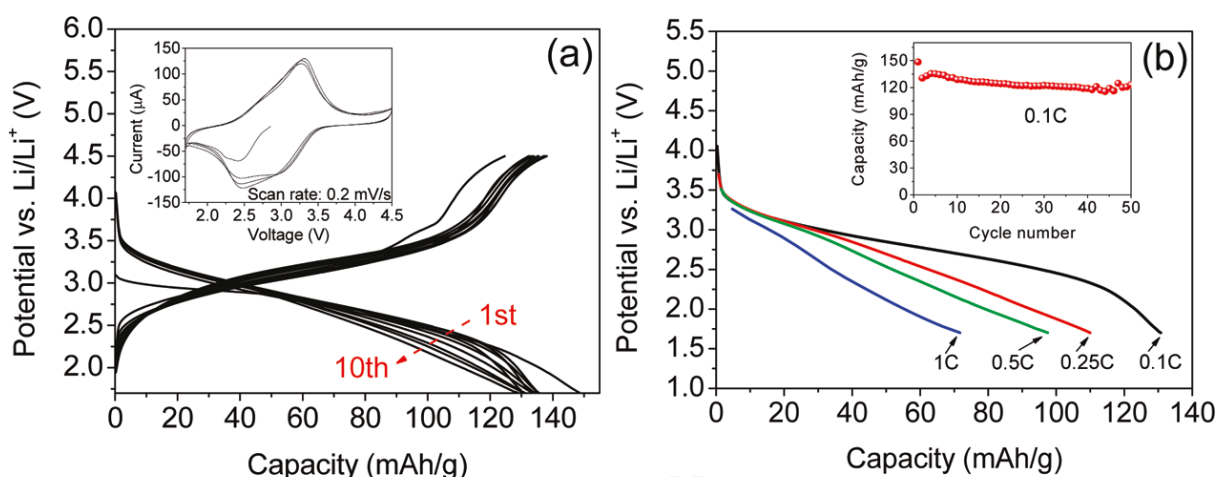 (a)
Potential vs. Li/Li⁺ (V)
6.0
5.5
5.0
4.5
4.0
3.5
3.0
2.5
2.0
0 20 40 60 80 100 120 140
Capacity (mAh/g)
Current (µA)
150
100
50
0
-50
-100
-150
2.0 2.5 3.0 3.5 4.0 4.5
Voltage (V)
Scan rate: 0.2 mV/s
1st
10th
(b)
Potential vs. Li/Li⁺ (V)
5.5
5.0
4.5
4.0
3.5
3.0
2.5
2.0
1.5
1.0
0 20 40 60 80 100 120 140
Capacity (mAh/g)
Capacity (mAh/g)
180
150
120
90
60
30
0
0 10 20 30 40 50
Cycle number
0.1C
1C
0.5C
0.25C
0.1C